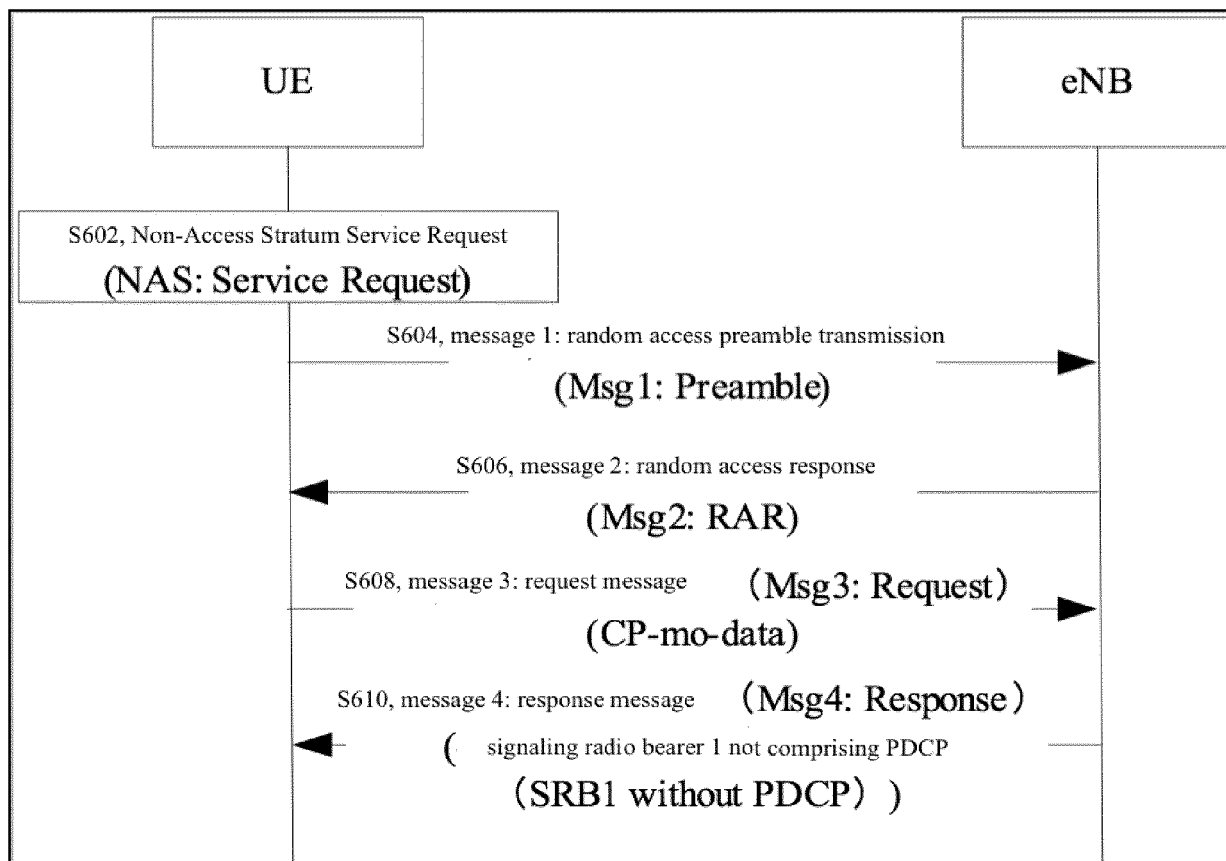 UE
eNB
S602, Non-Access Stratum Service Request
(NAS: Service Request)
S604, message 1: random access preamble transmission
(Msg1: Preamble)
S606, message 2: random access response
(Msg2: RAR)
S608, message 3: request message (Msg3: Request)
(CP-mo-data)
S610, message 4: response message (Msg4: Response)
( signaling radio bearer 1 not comprising PDCP
(SRB1 without PDCP) )